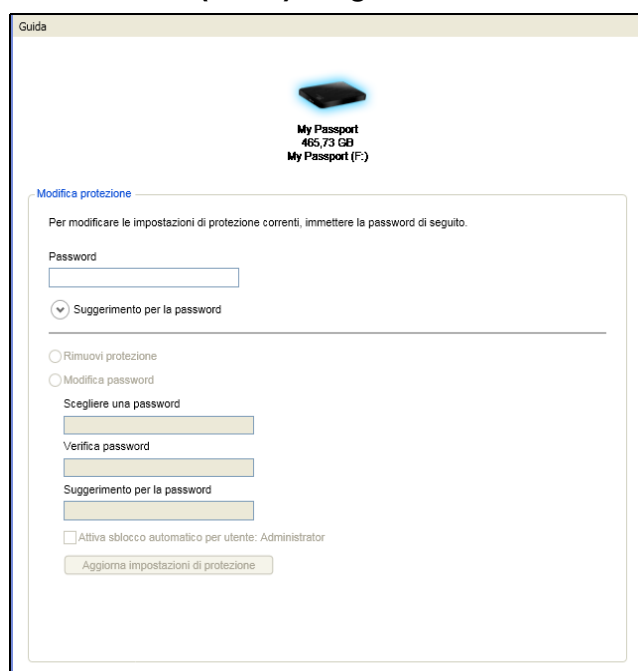 Guida
My Passport
465,73 GB
My Passport (F:)
Modifica protezione
Per modificare le impostazioni di protezione correnti, immettere la password di seguito.
Password
Suggerimento per la password
Rimuovi protezione
Modifica password
Scegliere una password
Verifica password
Suggerimento per la password
Attiva sblocco automatico per utente: Administrator
Aggiorna impostazioni di protezione